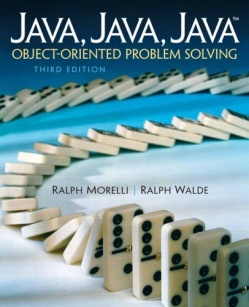 JAVA, JAVA, JAVA™
OBJECT-ORIENTED PROBLEM SOLVING
THIRD EDITION
RALPH MORELLI | RALPH WALDE